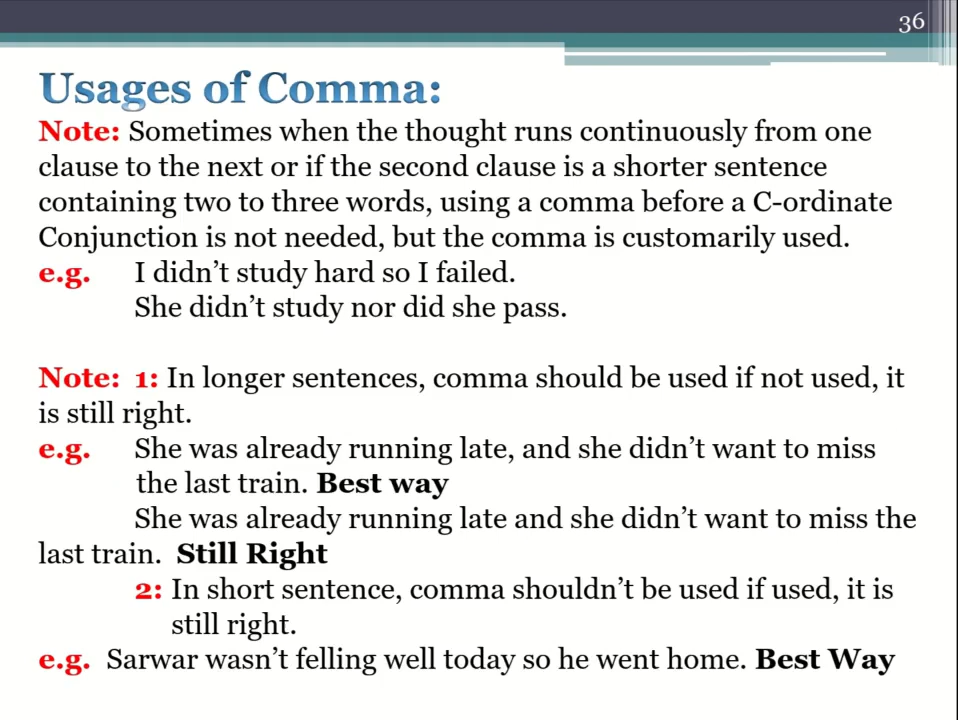 36
Usages of Comma:
Note: Sometimes when the thought runs continuously from one
clause to the next or if the second clause is a shorter sentence
containing two to three words, using a comma before a C-ordinate
Conjunction is not needed, but the comma is customarily used.
e.g. I didn't study hard so I failed.
She didn't study nor did she pass.
Note: 1: In longer sentences, comma should be used if not used, it
is still right.
e.g. She was already running late, and she didn't want to miss
the last train. Best way
She was already running late and she didn't want to miss the
last train. Still Right
2: In short sentence, comma shouldn't be used if used, it is
still right.
e.g. Sarwar wasn't felling well today so he went home. Best Way